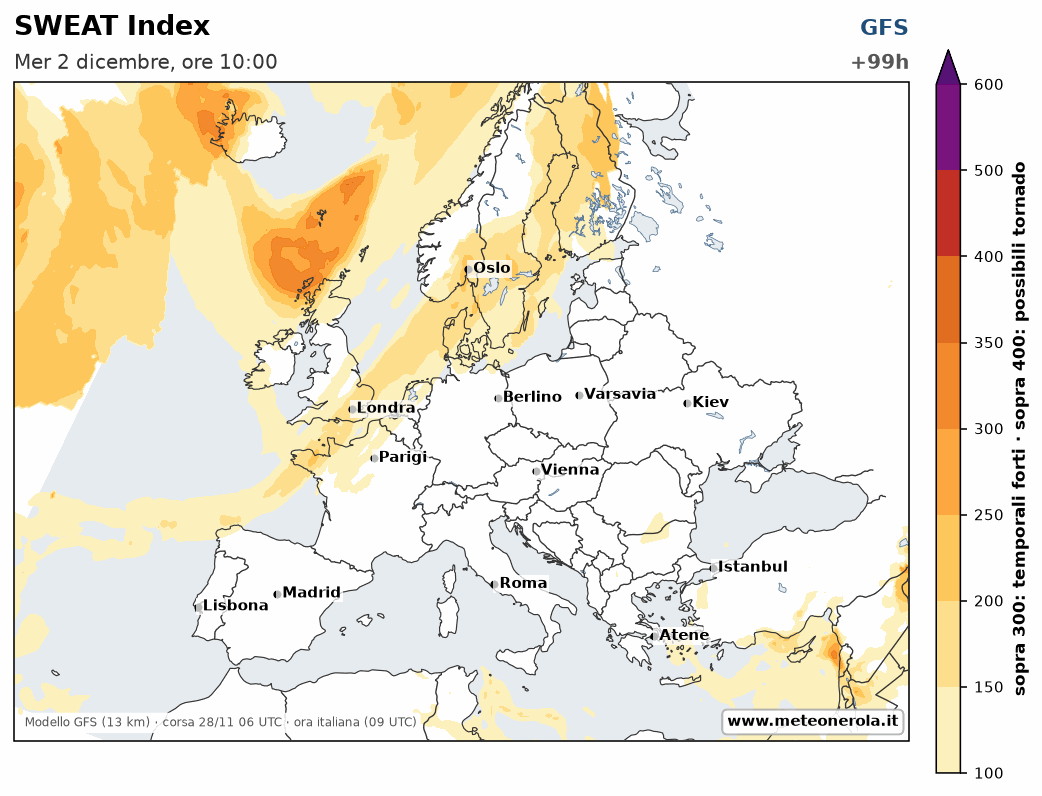 SWEAT Index
GFS
Mer 2 dicembre, ore 10:00
+99h
600
500
400
350
300
250
200
150
100
sopra 300: temporali forti · sopra 400: possibili tornado
Oslo
Londra
Berlino
Varsavia
Kiev
Parigi
Vienna
Istanbul
Roma
Madrid
Lisbona
Atene
Modello GFS (13 km) · corsa 28/11 06 UTC · ora italiana (09 UTC)
www.meteonerola.it